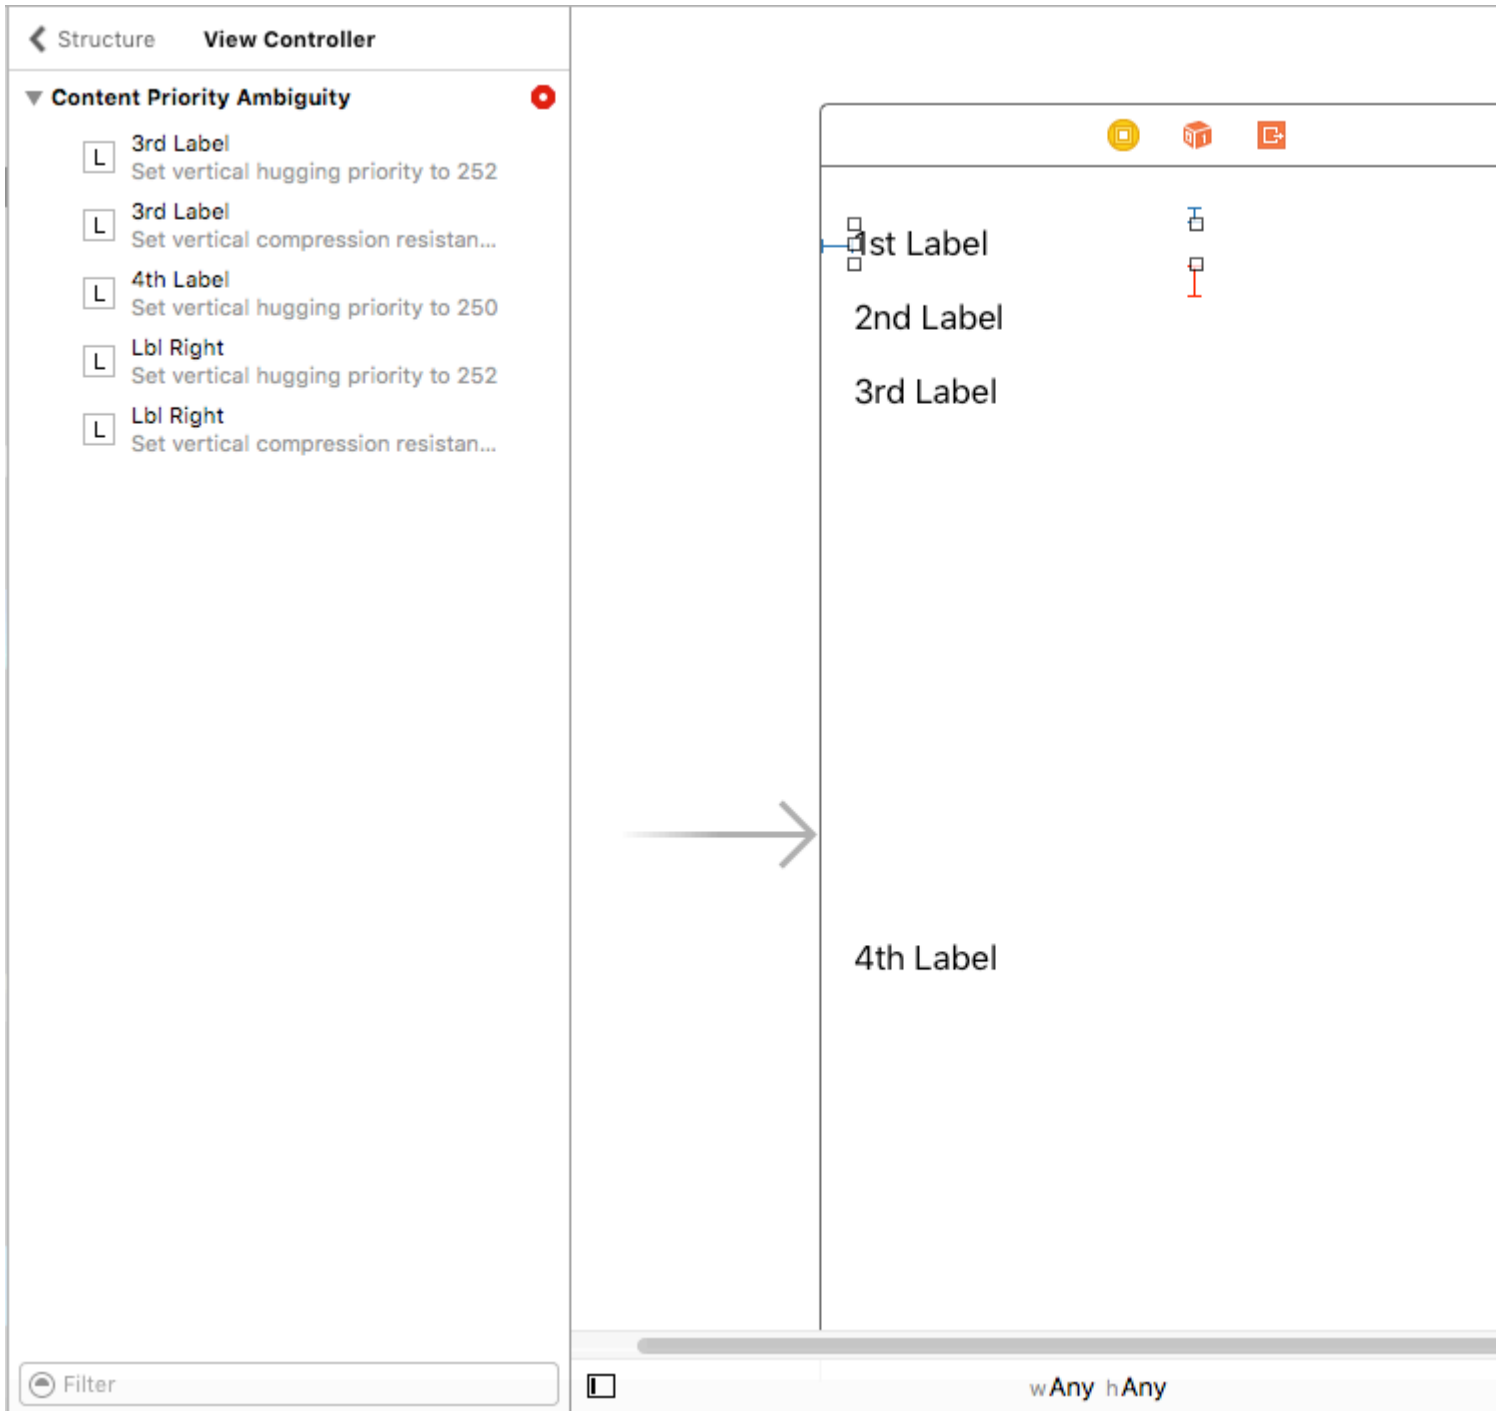 Structure View Controller
Content Priority Ambiguity
L
3rd Label
Set vertical hugging priority to 252
L
3rd Label
Set vertical compression resistan...
L
4th Label
Set vertical hugging priority to 250
L
Lbl Right
Set vertical hugging priority to 252
L
Lbl Right
Set vertical compression resistan...
Filter
1st Label
2nd Label
3rd Label
4th Label
wAny hAny